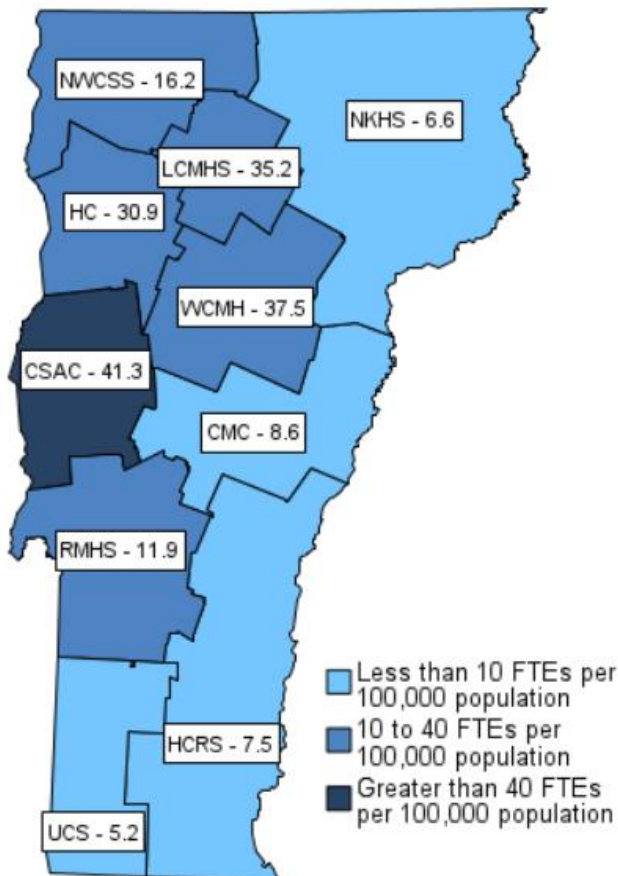 NWCSS - 16.2
NKHS - 6.6
LCMHS - 35.2
HC - 30.9
WCMH - 37.5
CSAC - 41.3
CMC - 8.6
RMHS - 11.9
HCRS - 7.5
UCS - 5.2
Less than 10 FTEs per
100,000 population
10 to 40 FTEs per
100,000 population
Greater than 40 FTEs
per 100,000 population